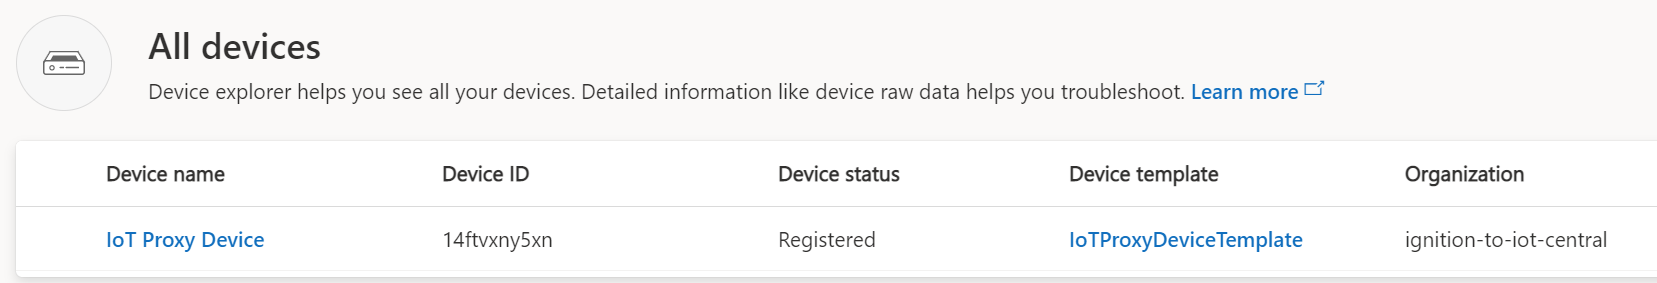 All devices
Device explorer helps you see all your devices. Detailed information like device raw data helps you troubleshoot. Learn more
Device name Device ID Device status Device template Organization
IoT Proxy Device 14ftvxny5xn Registered IoTProxyDeviceTemplate ignition-to-iot-central